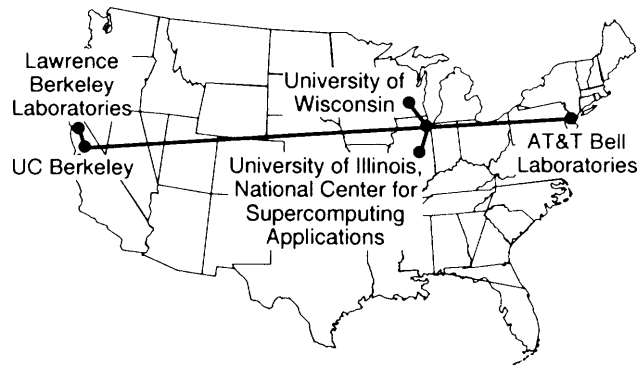 Lawrence
Berkeley
Laboratories
UC Berkeley
University of
Wisconsin
University of Illinois,
National Center for
Supercomputing
Applications
AT&T Bell
Laboratories